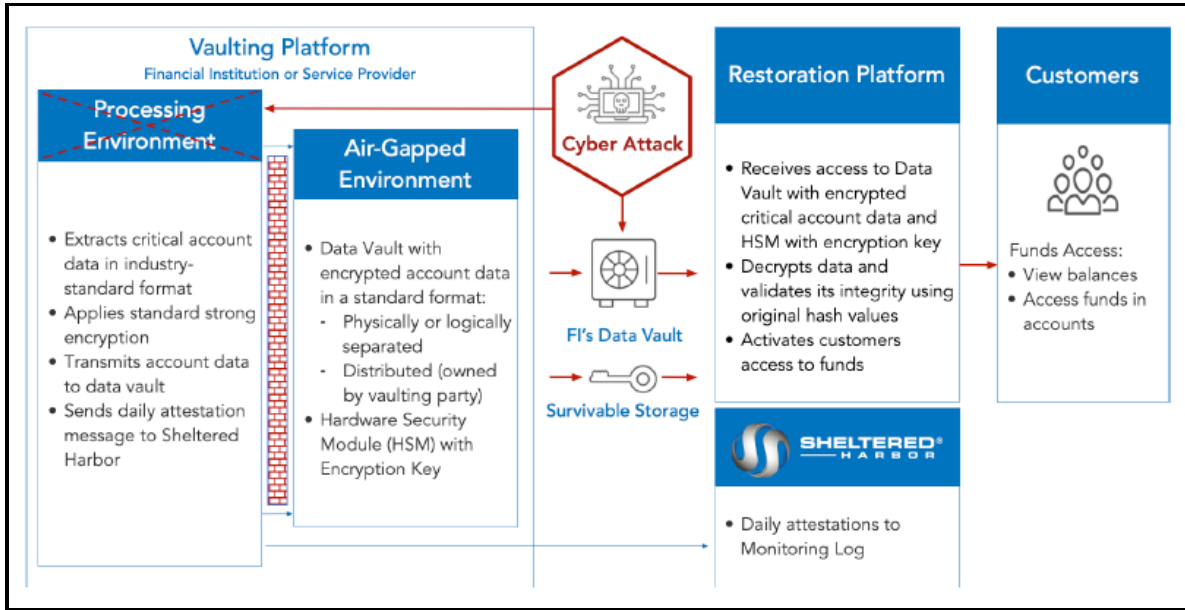 Vaulting Platform
Financial Institution or Service Provider
Processing
Environment
• Extracts critical account
data in industry-
standard format
• Applies standard strong
encryption
• Transmits account data
to data vault
• Sends daily attestation
message to Sheltered
Harbor
Air-Gapped
Environment
• Data Vault with
encrypted account data
in a standard format:
- Physically or logically
separated
- Distributed (owned
by vaulting party)
• Hardware Security
Module (HSM) with
Encryption Key
Cyber Attack
FI's Data Vault
Survivable Storage
Restoration Platform
• Receives access to Data
Vault with encrypted
critical account data and
HSM with encryption key
• Decrypts data and
validates its integrity using
original hash values
• Activates customers
access to funds
SHELTERED®
HARBOR
• Daily attestations to
Monitoring Log
Customers
Funds Access:
• View balances
• Access funds in
accounts